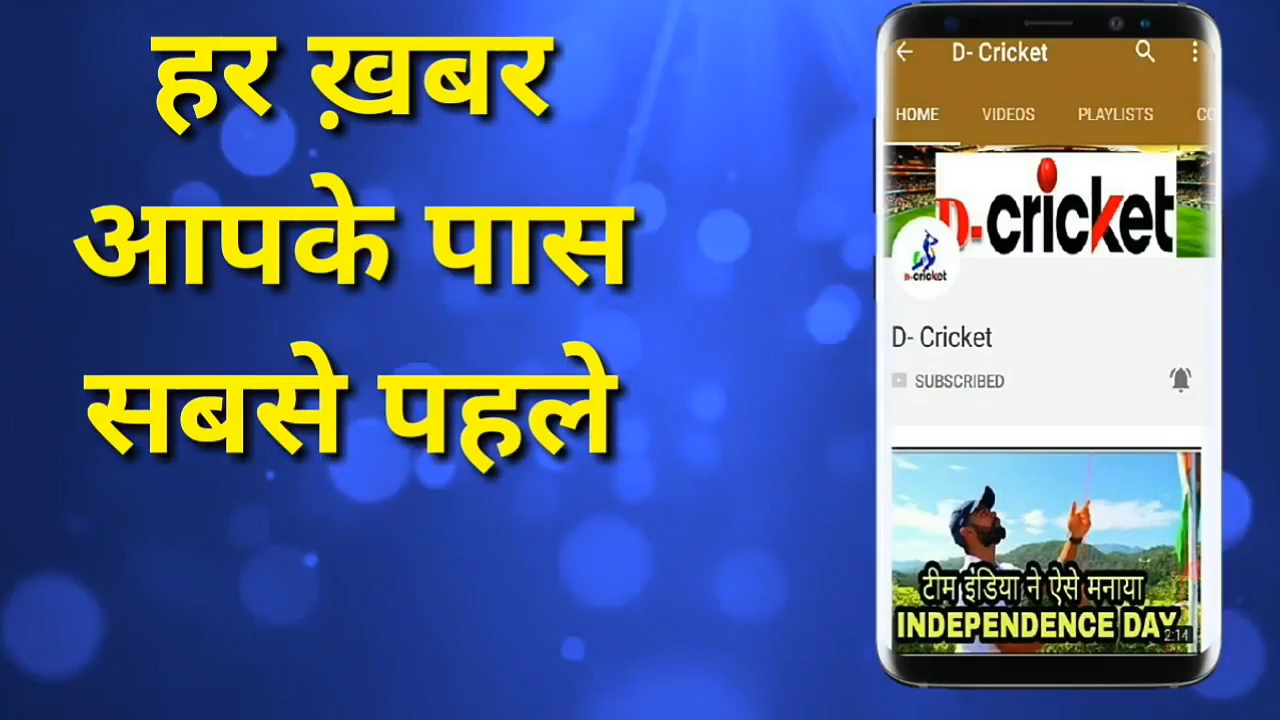 हर ख़बर
आपके पास
सबसे पहले
D- Cricket
HOME VIDEOS PLAYLISTS CO
D-cricket
D-cricket
D- Cricket
SUBSCRIBED
टीम इंडिया ने ऐसे मनाया
INDEPENDENCE DAY
2:14